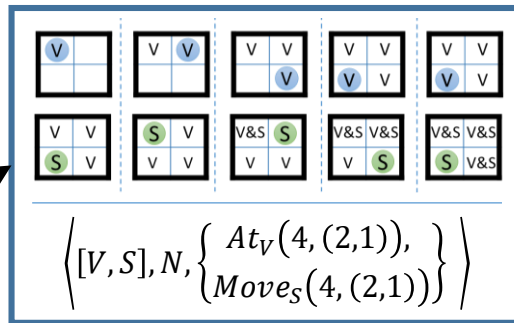 V V V V V V V V V
V V V V V V
V V S V V&S S V&S V&S V&S V&S
S V V V V V V S S V&S
⟨[V,S], N, {At_V(4,(2,1)),
Move_S(4,(2,1))}⟩